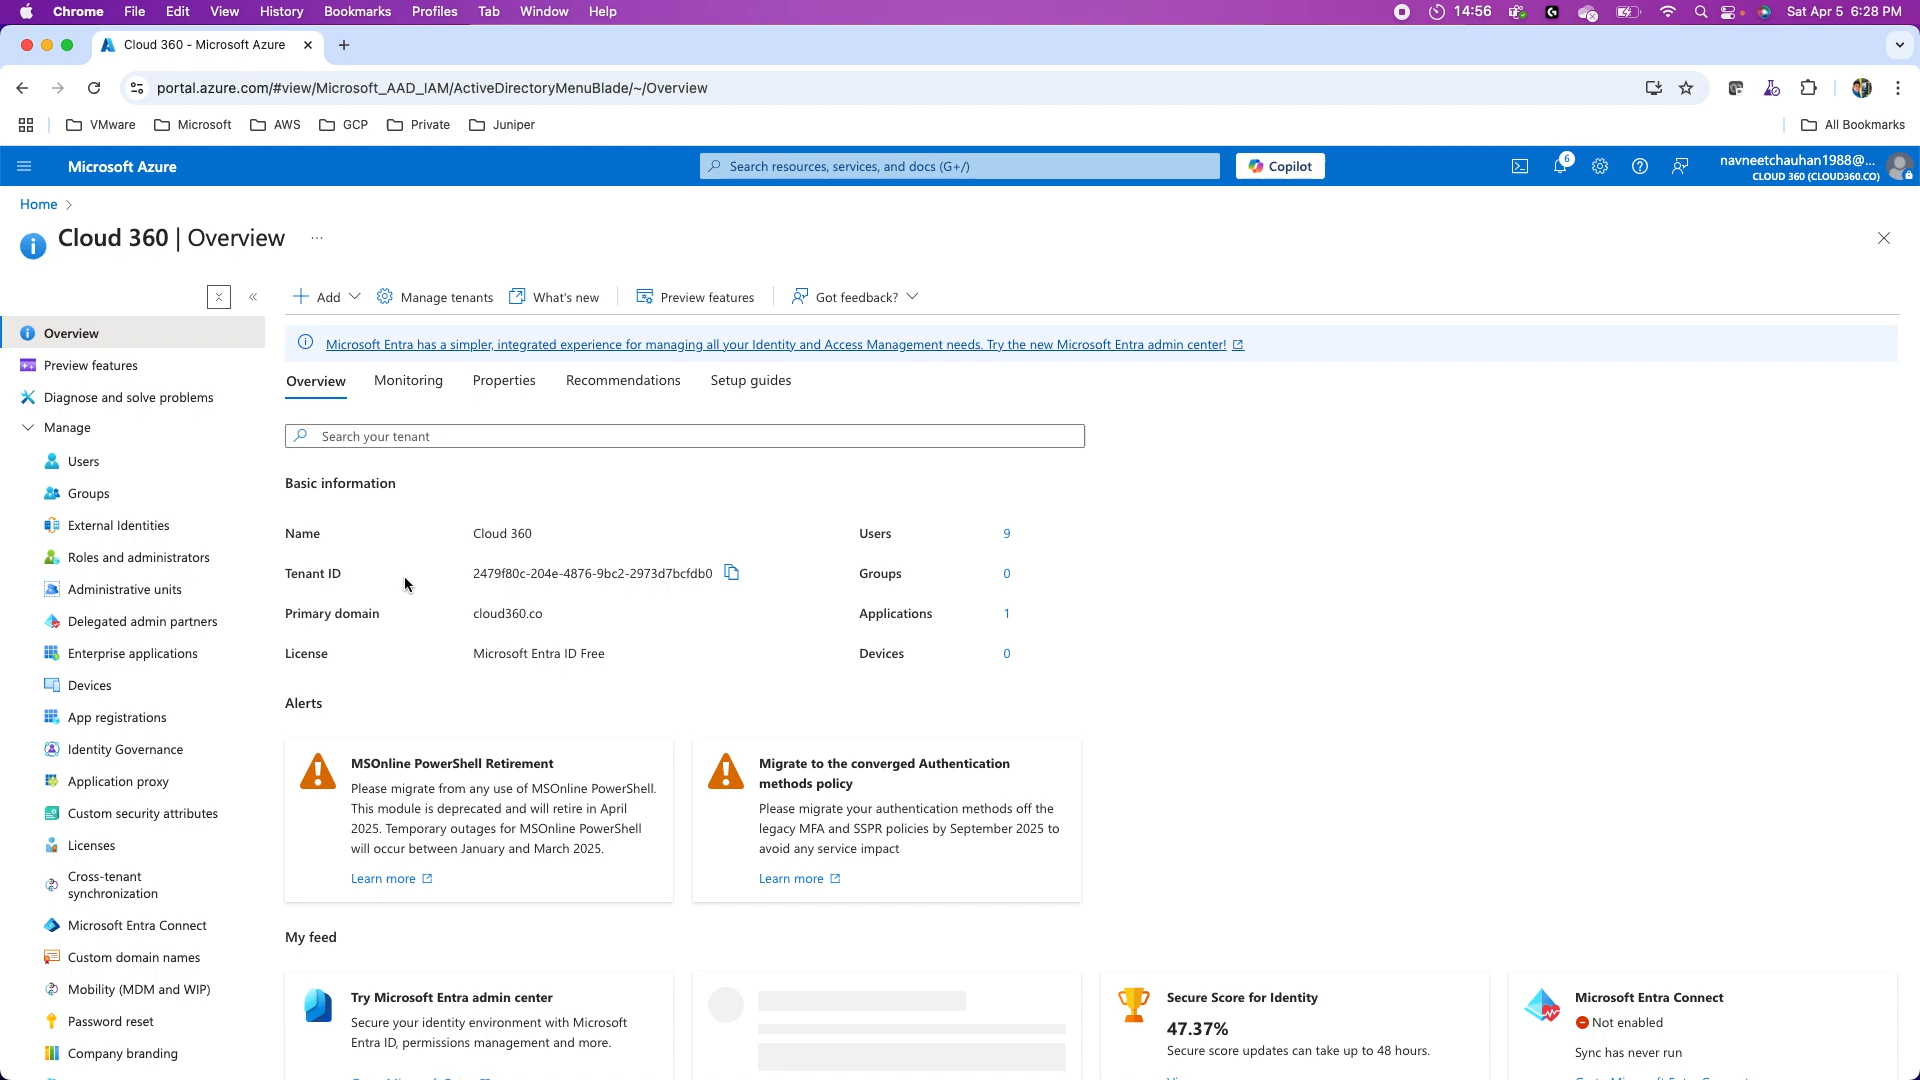 Chrome File Edit View History Bookmarks Profiles Tab Window Help 14:56 Sat Apr 5 6:28 PM
Cloud 360 - Microsoft Azure
portal.azure.com/#view/Microsoft_AAD_IAM/ActiveDirectoryMenuBlade/~/Overview
VMware Microsoft AWS GCP Private Juniper All Bookmarks
Microsoft Azure Search resources, services, and docs (G+/) Copilot 6 navneetchauhan1988@...
CLOUD 360 (CLOUD360.CO)
Home
Cloud 360 | Overview ...
Add Manage tenants What's new Preview features Got feedback?
Overview
Preview features
Diagnose and solve problems
Manage
Users
Groups
External Identities
Roles and administrators
Administrative units
Delegated admin partners
Enterprise applications
Devices
App registrations
Identity Governance
Application proxy
Custom security attributes
Licenses
Cross-tenant
synchronization
Microsoft Entra Connect
Custom domain names
Mobility (MDM and WIP)
Password reset
Company branding
Microsoft Entra has a simpler, integrated experience for managing all your Identity and Access Management needs. Try the new Microsoft Entra admin center!
Overview Monitoring Properties Recommendations Setup guides
Search your tenant
Basic information
Name Cloud 360 Users 9
Tenant ID 2479f80c-204e-4876-9bc2-2973d7bcfdb0 Groups 0
Primary domain cloud360.co Applications 1
License Microsoft Entra ID Free Devices 0
Alerts
MSOnline PowerShell Retirement
Please migrate from any use of MSOnline PowerShell.
This module is deprecated and will retire in April
2025. Temporary outages for MSOnline PowerShell
will occur between January and March 2025.
Learn more
Migrate to the converged Authentication
methods policy
Please migrate your authentication methods off the
legacy MFA and SSPR policies by September 2025 to
avoid any service impact
Learn more
My feed
Try Microsoft Entra admin center
Secure your identity environment with Microsoft
Entra ID, permissions management and more.
Secure Score for Identity
47.37%
Secure score updates can take up to 48 hours.
Microsoft Entra Connect
Not enabled
Sync has never run